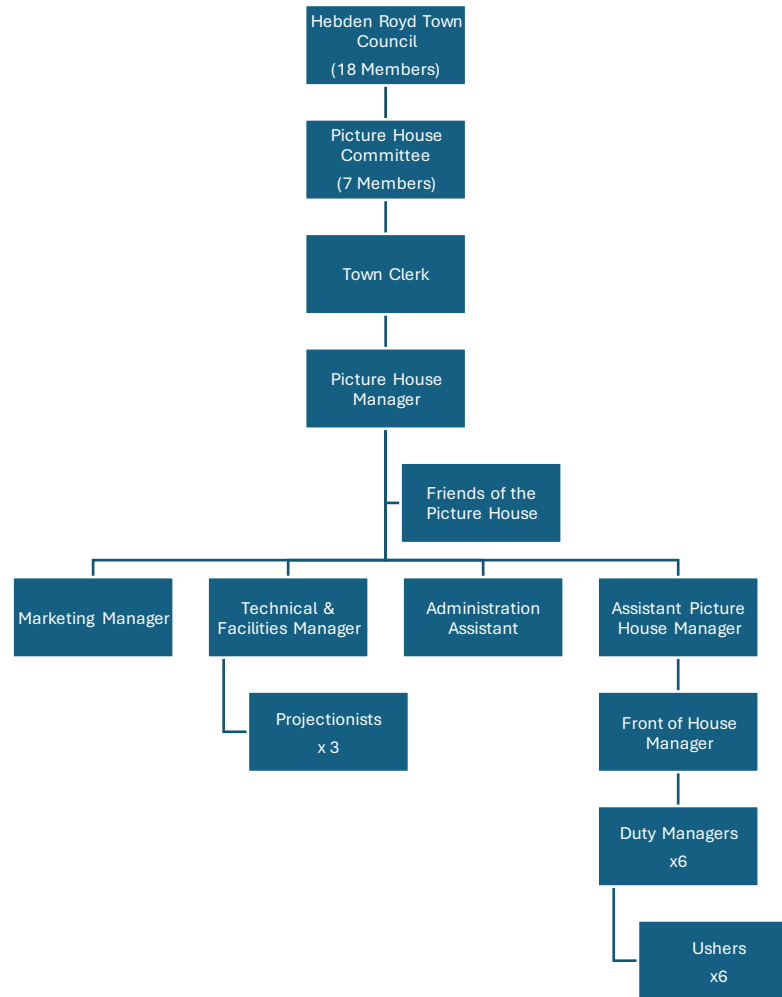 Hebden Royd Town
Council
(18 Members)
Picture House
Committee
(7 Members)
Town Clerk
Picture House
Manager
Friends of the
Picture House
Marketing Manager
Technical &
Facilities Manager
Administration
Assistant
Assistant Picture
House Manager
Projectionists
x 3
Front of House
Manager
Duty Managers
x6
Ushers
x6